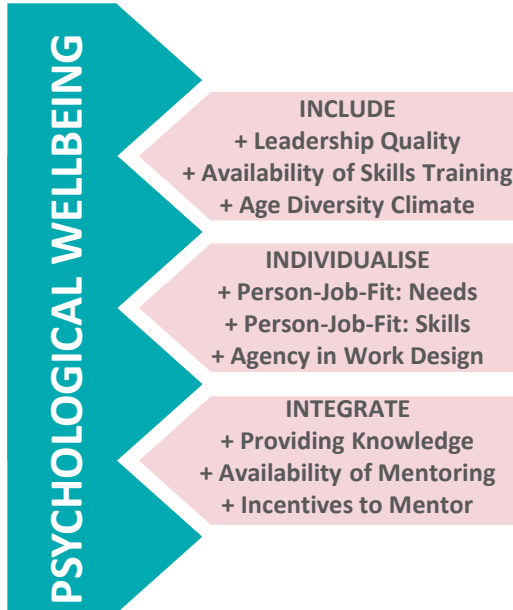 PSYCHOLOGICAL WELLBEING
INCLUDE
+ Leadership Quality
+ Availability of Skills Training
+ Age Diversity Climate
INDIVIDUALISE
+ Person-Job-Fit: Needs
+ Person-Job-Fit: Skills
+ Agency in Work Design
INTEGRATE
+ Providing Knowledge
+ Availability of Mentoring
+ Incentives to Mentor